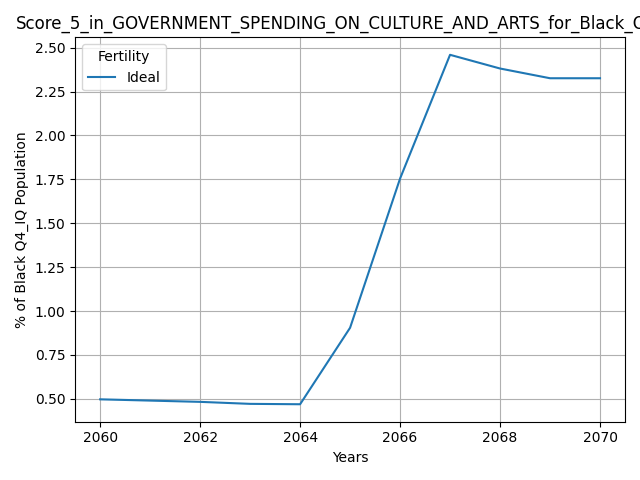 Score_5_in_GOVERNMENT_SPENDING_ON_CULTURE_AND_ARTS_for_Black_
Fertility
Ideal
% of Black Q4_IQ Population
2.50
2.25
2.00
1.75
1.50
1.25
1.00
0.75
0.50
2060 2062 2064 2066 2068 2070
Years